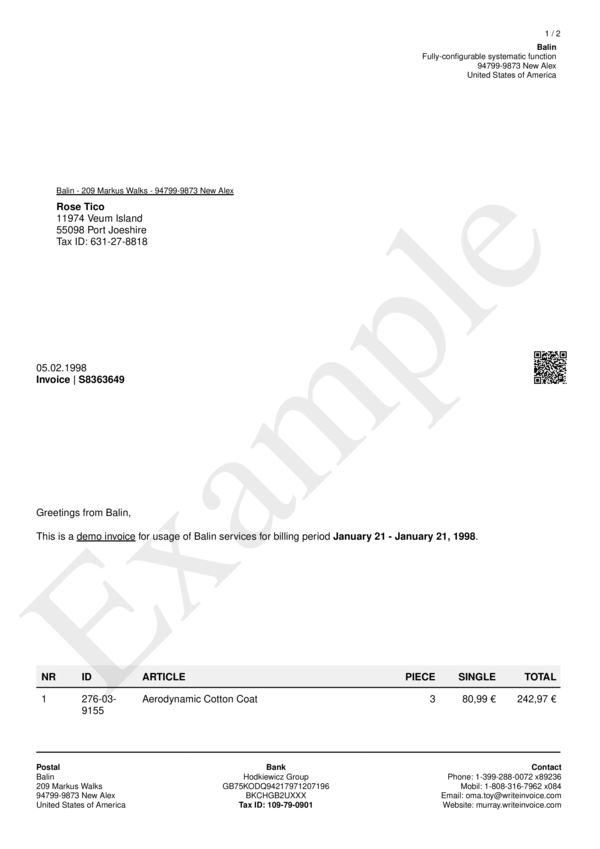 1 / 2
Balin
Fully-configurable systematic function
94799-9873 New Alex
United States of America
Balin - 209 Markus Walks - 94799-9873 New Alex
Rose Tico
11974 Veum Island
55098 Port Joeshire
Tax ID: 631-27-8818
05.02.1998
Invoice | S8363649
Greetings from Balin,
This is a demo invoice for usage of Balin services for billing period January 21 - January 21, 1998.
Example
NR ID ARTICLE PIECE SINGLE TOTAL
1 276-03- Aerodynamic Cotton Coat 3 80,99 € 242,97 €
9155
Postal
Balin
209 Markus Walks
94799-9873 New Alex
United States of America
Bank
Hodkiewicz Group
GB75KODQ94217971207196
BKCHGB2UXXX
Tax ID: 109-79-0901
Contact
Phone: 1-399-288-0072 x89236
Mobil: 1-808-316-7962 x084
Email: oma.toy@writeinvoice.com
Website: murray.writeinvoice.com